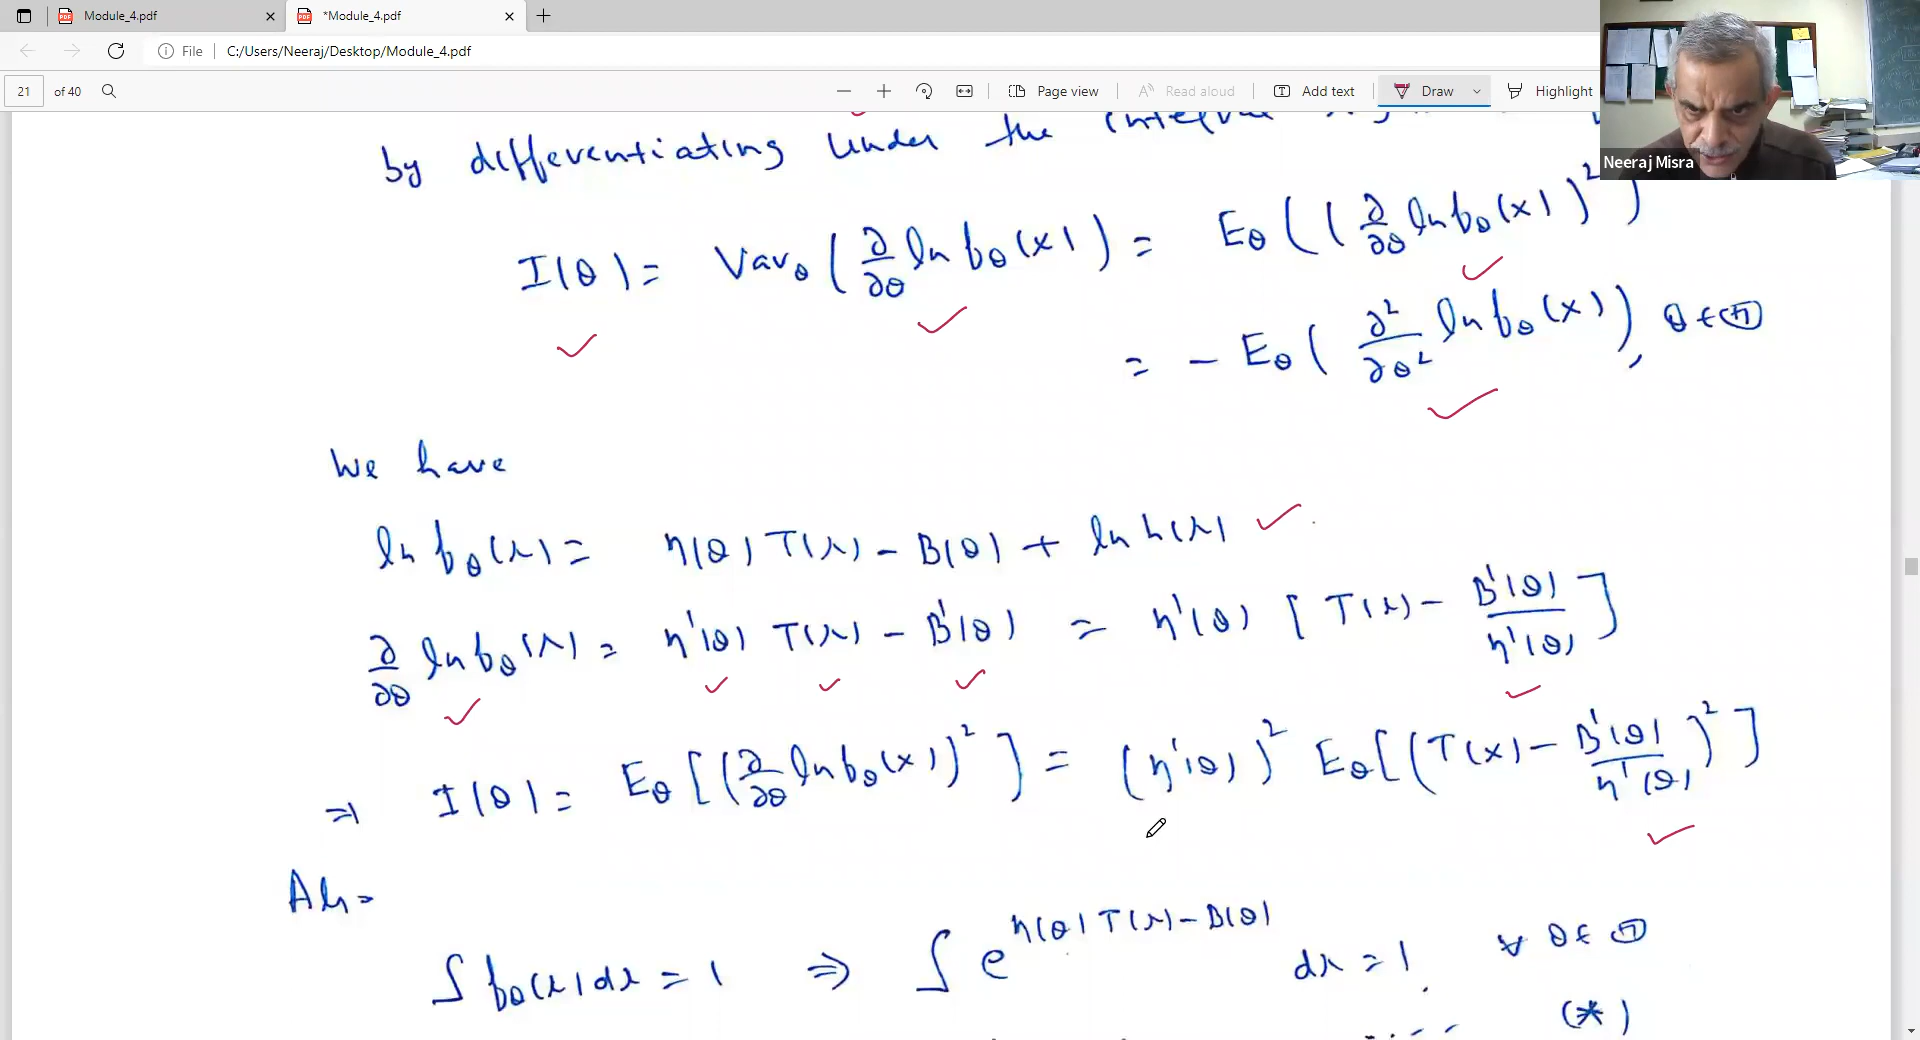 Module_4.pdf *Module_4.pdf
File C:/Users/Neeraj/Desktop/Module_4.pdf
21 of 40 Page view Read aloud Add text Draw Highlight
Neeraj Misra
by differentiating under the
I(θ) = Var_θ ( ∂/∂θ ln f_θ(X) ) = E_θ ( ( ∂/∂θ ln f_θ(X) )² )
= - E_θ ( ∂²/∂θ² ln f_θ(X) ), θ ∈ Θ
We have
ln f_θ(x) = η(θ) T(x) - B(θ) + ln h(x)
∂/∂θ ln f_θ(x) = η'(θ) T(x) - B'(θ) = η'(θ) [ T(x) - B'(θ)/η'(θ) ]
⇒ I(θ) = E_θ [ ( ∂/∂θ ln f_θ(X) )² ] = (η'(θ))² E_θ [ ( T(X) - B'(θ)/η'(θ) )² ]
Also
∫ f_θ(x) dx = 1 ⇒ ∫ e^{η(θ) T(x) - B(θ)} dx = 1, ∀ θ ∈ Θ
(*)